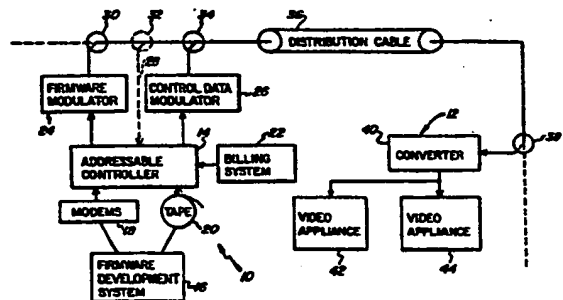 30
32
34
36
DISTRIBUTION CABLE
28
FIRMWARE
MODULATOR
24
CONTROL DATA
MODULATOR
26
12
38
14
22
40
CONVERTER
ADDRESSABLE
CONTROLLER
BILLING
SYSTEM
MODEMS
18
TAPE
20
VIDEO
APPLIANCE
42
VIDEO
APPLIANCE
44
FIRMWARE
DEVELOPMENT
SYSTEM
16
10